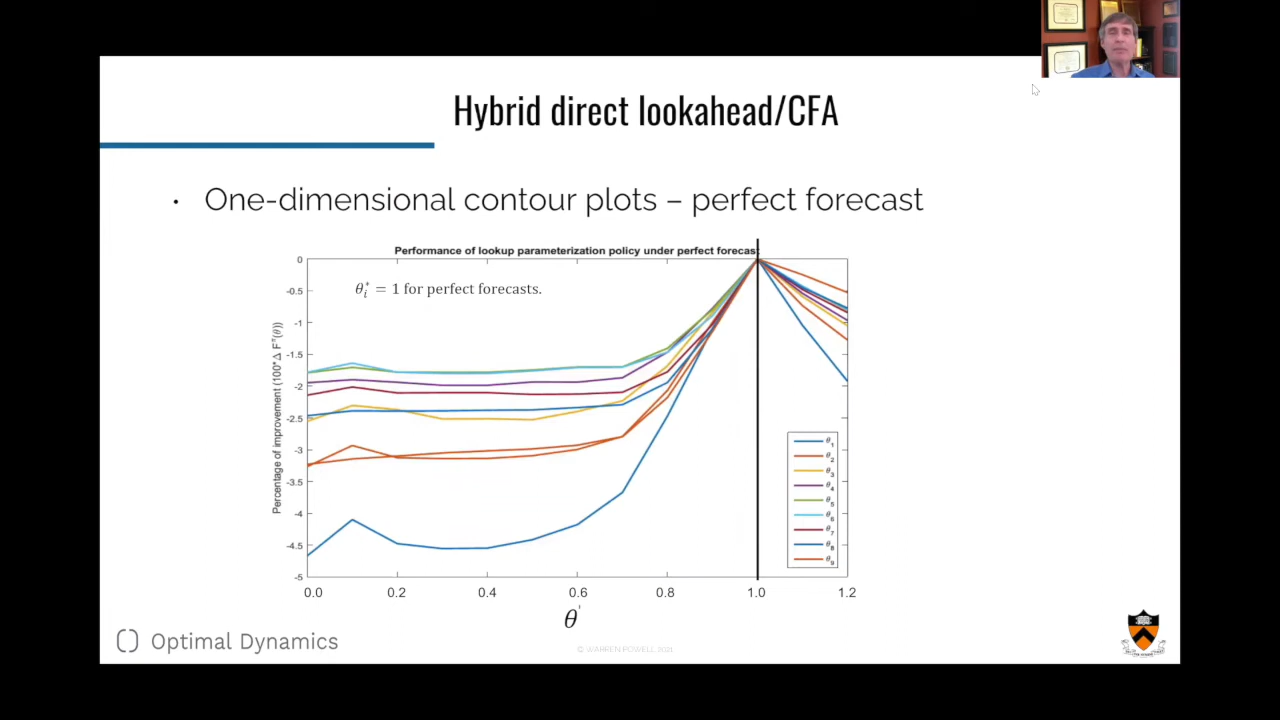 Hybrid direct lookahead/CFA
• One-dimensional contour plots – perfect forecast
Performance of lookup parameterization policy under perfect forecast
θ*i = 1 for perfect forecasts.
Percentage of improvement (100*Δ F^π(θ))
0
-0.5
-1
-1.5
-2
-2.5
-3
-3.5
-4
-4.5
-5
0.0 0.2 0.4 0.6 0.8 1.0 1.2
θ'
θ1
θ2
θ3
θ4
θ5
θ6
θ7
θ8
θ9
Optimal Dynamics
© WARREN POWELL 2021